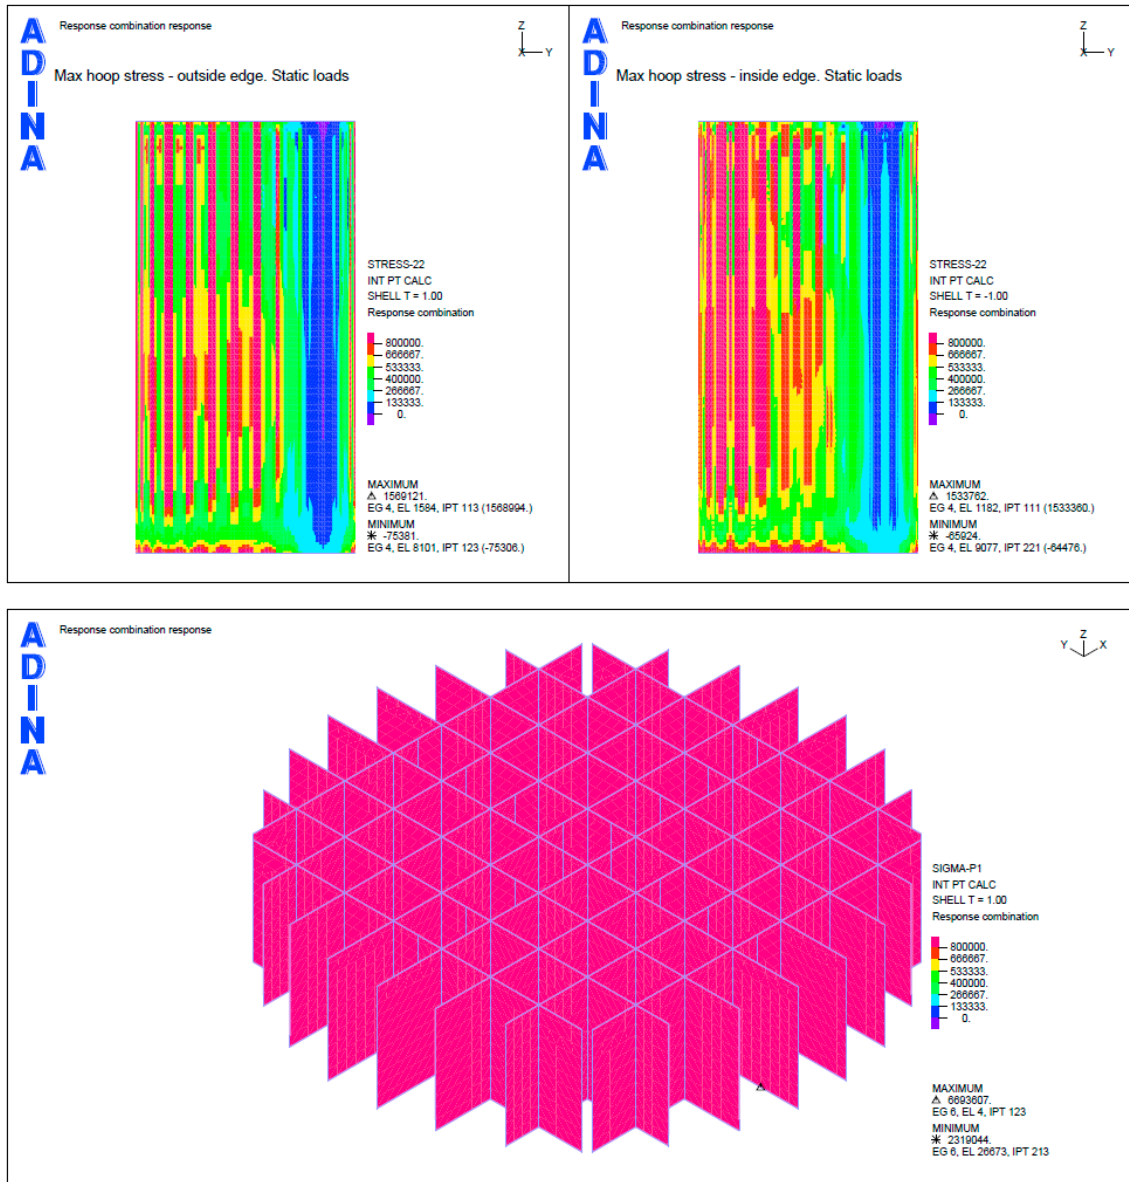 ADINA
Response combination response
Z
X Y
Max hoop stress - outside edge. Static loads
STRESS-22
INT PT CALC
SHELL T = 1.00
Response combination
800000.
666667.
533333.
400000.
266667.
133333.
0.
MAXIMUM
1569121.
EG 4, EL 1584, IPT 113 (1568994.)
MINIMUM
-75381.
EG 4, EL 8101, IPT 123 (-75306.)
ADINA
Response combination response
Z
X Y
Max hoop stress - inside edge. Static loads
STRESS-22
INT PT CALC
SHELL T = -1.00
Response combination
800000.
666667.
533333.
400000.
266667.
133333.
0.
MAXIMUM
1533762.
EG 4, EL 1182, IPT 111 (1533360.)
MINIMUM
-65924.
EG 4, EL 9077, IPT 221 (-64476.)
ADINA
Response combination response
Z
Y X
SIGMA-P1
INT PT CALC
SHELL T = 1.00
Response combination
800000.
666667.
533333.
400000.
266667.
133333.
0.
MAXIMUM
6693607.
EG 6, EL 4, IPT 123
MINIMUM
2319044.
EG 6, EL 26673, IPT 213